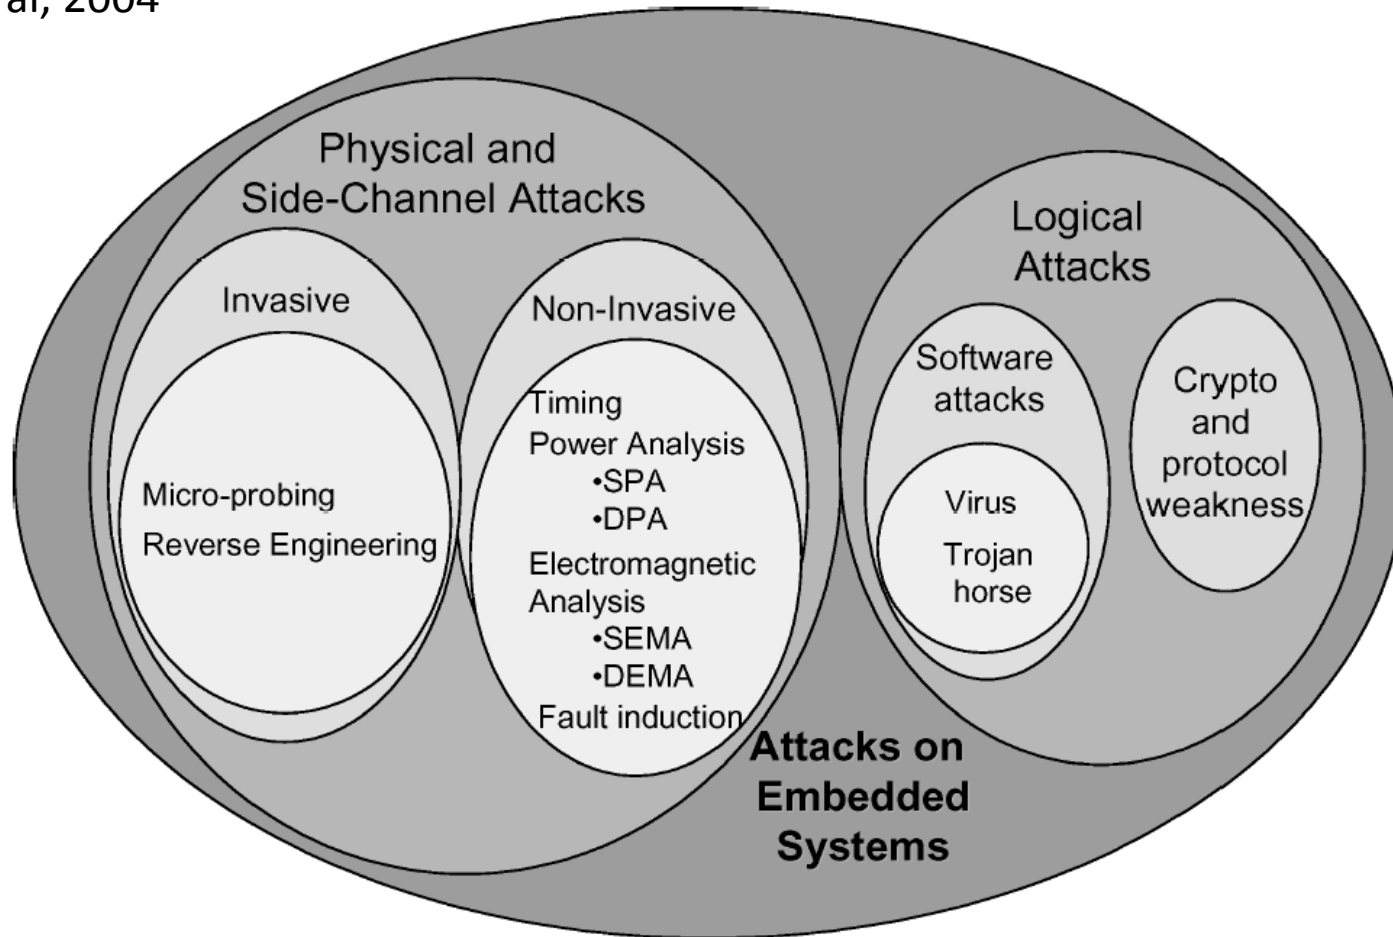 al, 2004
Physical and
Side-Channel Attacks
Invasive
Micro-probing
Reverse Engineering
Non-Invasive
Timing
Power Analysis
•SPA
•DPA
Electromagnetic
Analysis
•SEMA
•DEMA
Fault induction
Logical
Attacks
Software
attacks
Virus
Trojan
horse
Crypto
and
protocol
weakness
Attacks on
Embedded
Systems